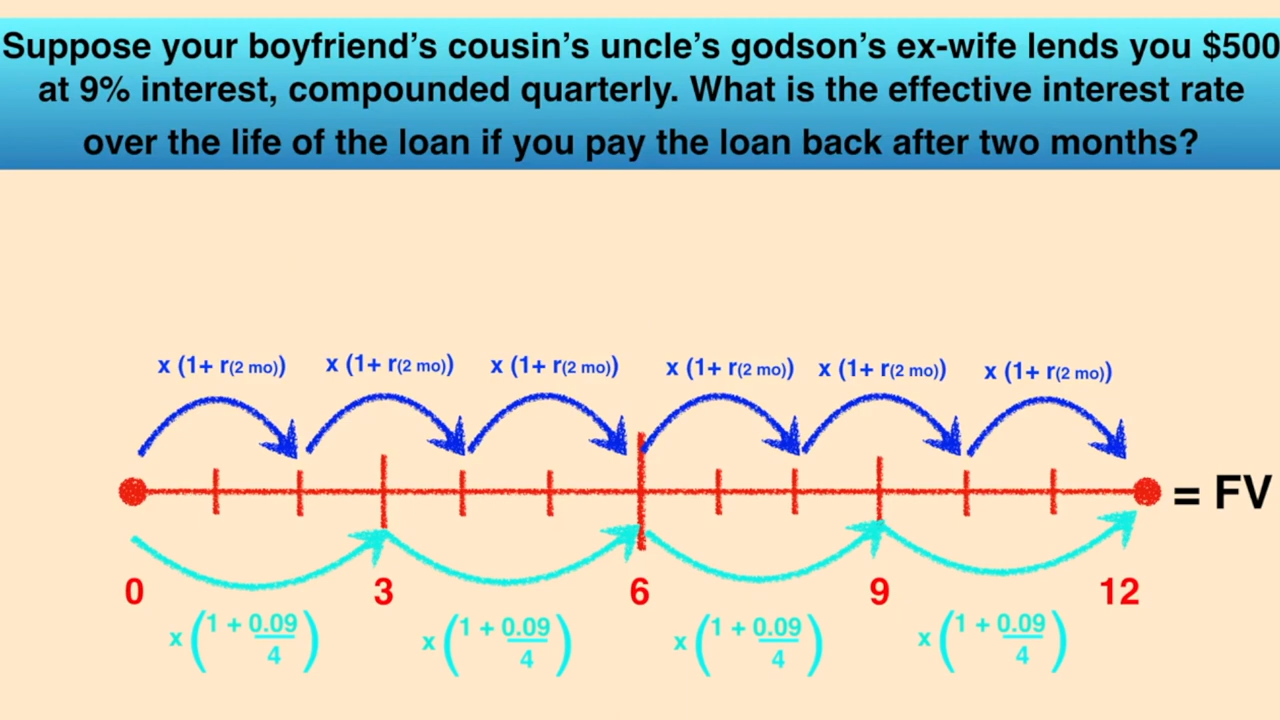 Suppose your boyfriend's cousin's uncle's godson's ex-wife lends you $500
at 9% interest, compounded quarterly. What is the effective interest rate
over the life of the loan if you pay the loan back after two months?
x (1+ r(2 mo)) x (1+ r(2 mo)) x (1+ r(2 mo)) x (1+ r(2 mo)) x (1+ r(2 mo)) x (1+ r(2 mo))
= FV
0 3 6 9 12
x (1 + 0.09/4) x (1 + 0.09/4) x (1 + 0.09/4) x (1 + 0.09/4)